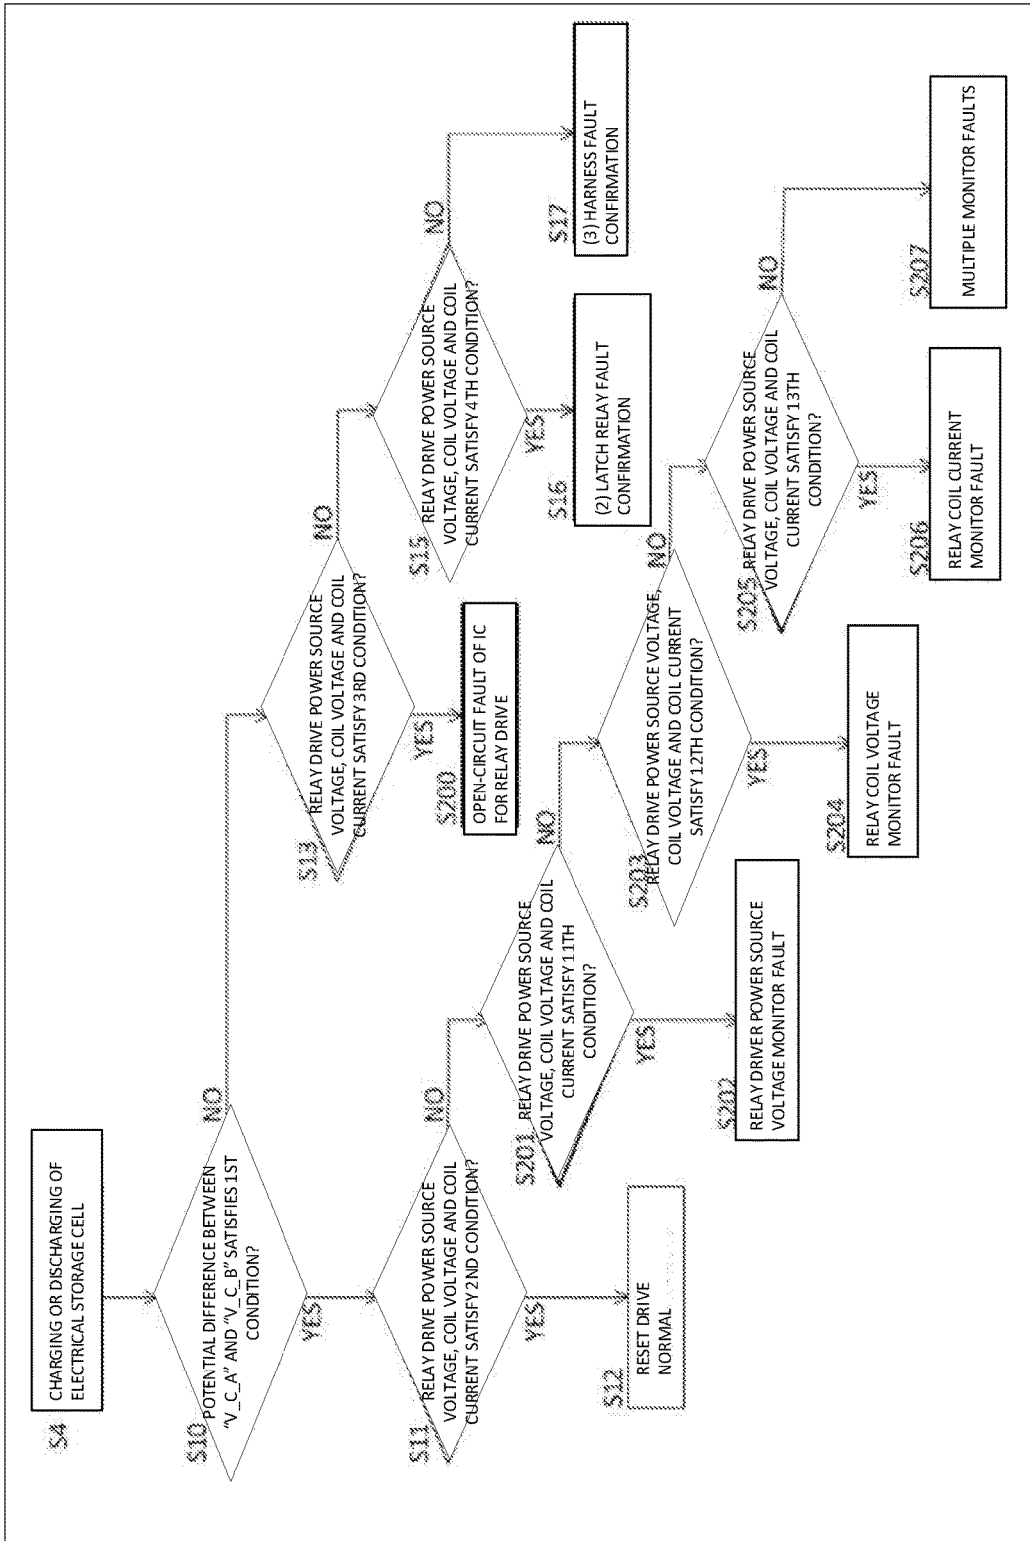 S4
CHARGING OR DISCHARGING OF
ELECTRICAL STORAGE CELL
S10
POTENTIAL DIFFERENCE BETWEEN
"V_C_A" AND "V_C_B" SATISFIES 1ST
CONDITION?
NO
YES
S11
RELAY DRIVE POWER SOURCE
VOLTAGE, COIL VOLTAGE AND COIL
CURRENT SATISFY 2ND CONDITION?
NO
YES
S12
RESET DRIVE
NORMAL
S13
RELAY DRIVE POWER SOURCE
VOLTAGE, COIL VOLTAGE AND COIL
CURRENT SATISFY 3RD CONDITION?
NO
YES
S200
OPEN-CIRCUIT FAULT OF IC
FOR RELAY DRIVE
S15
RELAY DRIVE POWER SOURCE
VOLTAGE, COIL VOLTAGE AND COIL
CURRENT SATISFY 4TH CONDITION?
NO
YES
S16
(2) LATCH RELAY FAULT
CONFIRMATION
S17
(3) HARNESS FAULT
CONFIRMATION
S201
RELAY DRIVE POWER SOURCE
VOLTAGE, COIL VOLTAGE AND COIL
CURRENT SATISFY 11TH
CONDITION?
NO
YES
S202
RELAY DRIVER POWER SOURCE
VOLTAGE MONITOR FAULT
S203
RELAY DRIVE POWER SOURCE VOLTAGE,
COIL VOLTAGE AND COIL CURRENT
SATISFY 12TH CONDITION?
NO
YES
S204
RELAY COIL VOLTAGE
MONITOR FAULT
S205
RELAY DRIVE POWER SOURCE
VOLTAGE, COIL VOLTAGE AND COIL
CURRENT SATISFY 13TH
CONDITION?
NO
YES
S206
RELAY COIL CURRENT
MONITOR FAULT
S207
MULTIPLE MONITOR FAULTS